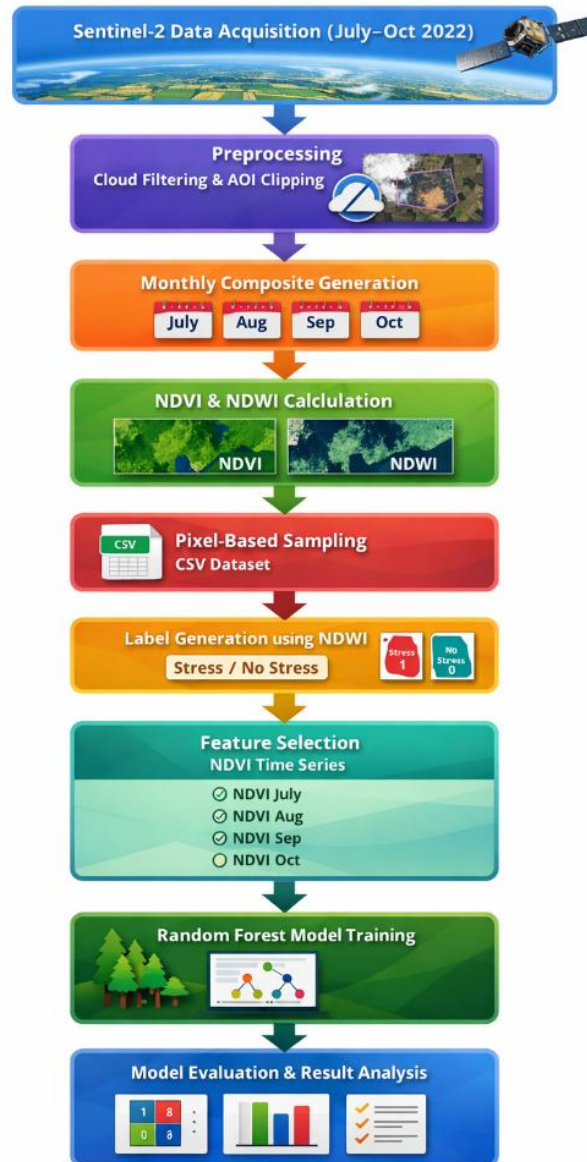 Sentinel-2 Data Acquisition (July–Oct 2022)
Preprocessing
Cloud Filtering & AOI Clipping
Monthly Composite Generation
July Aug Sep Oct
NDVI & NDWI Calclulation
NDVI NDWI
CSV
Pixel-Based Sampling
CSV Dataset
Label Generation using NDWI
Stress / No Stress
Stress
1
No
Stress
0
Feature Selection
NDVI Time Series
NDVI July
NDVI Aug
NDVI Sep
NDVI Oct
Random Forest Model Training
Model Evaluation & Result Analysis
1 8
0 8